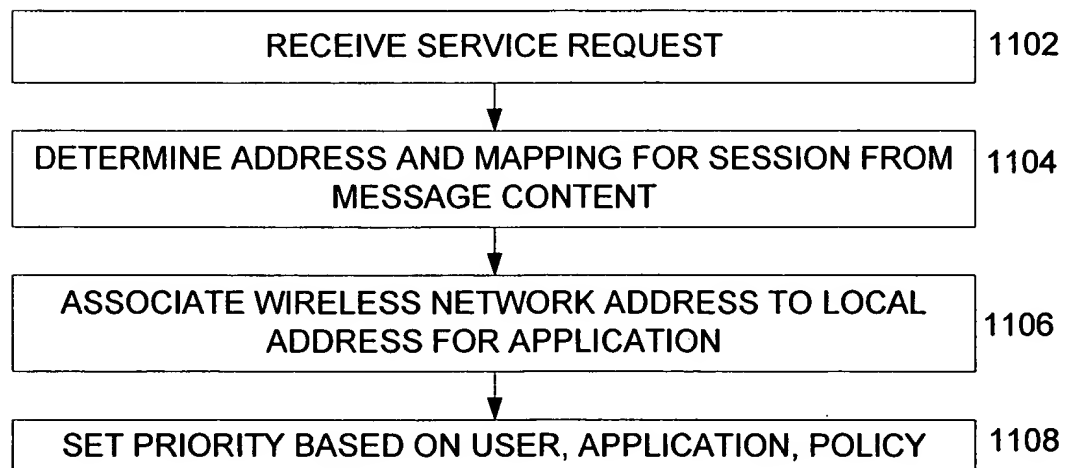 RECEIVE SERVICE REQUEST 1102
DETERMINE ADDRESS AND MAPPING FOR SESSION FROM 1104
MESSAGE CONTENT
ASSOCIATE WIRELESS NETWORK ADDRESS TO LOCAL
ADDRESS FOR APPLICATION 1106
SET PRIORITY BASED ON USER, APPLICATION, POLICY 1108